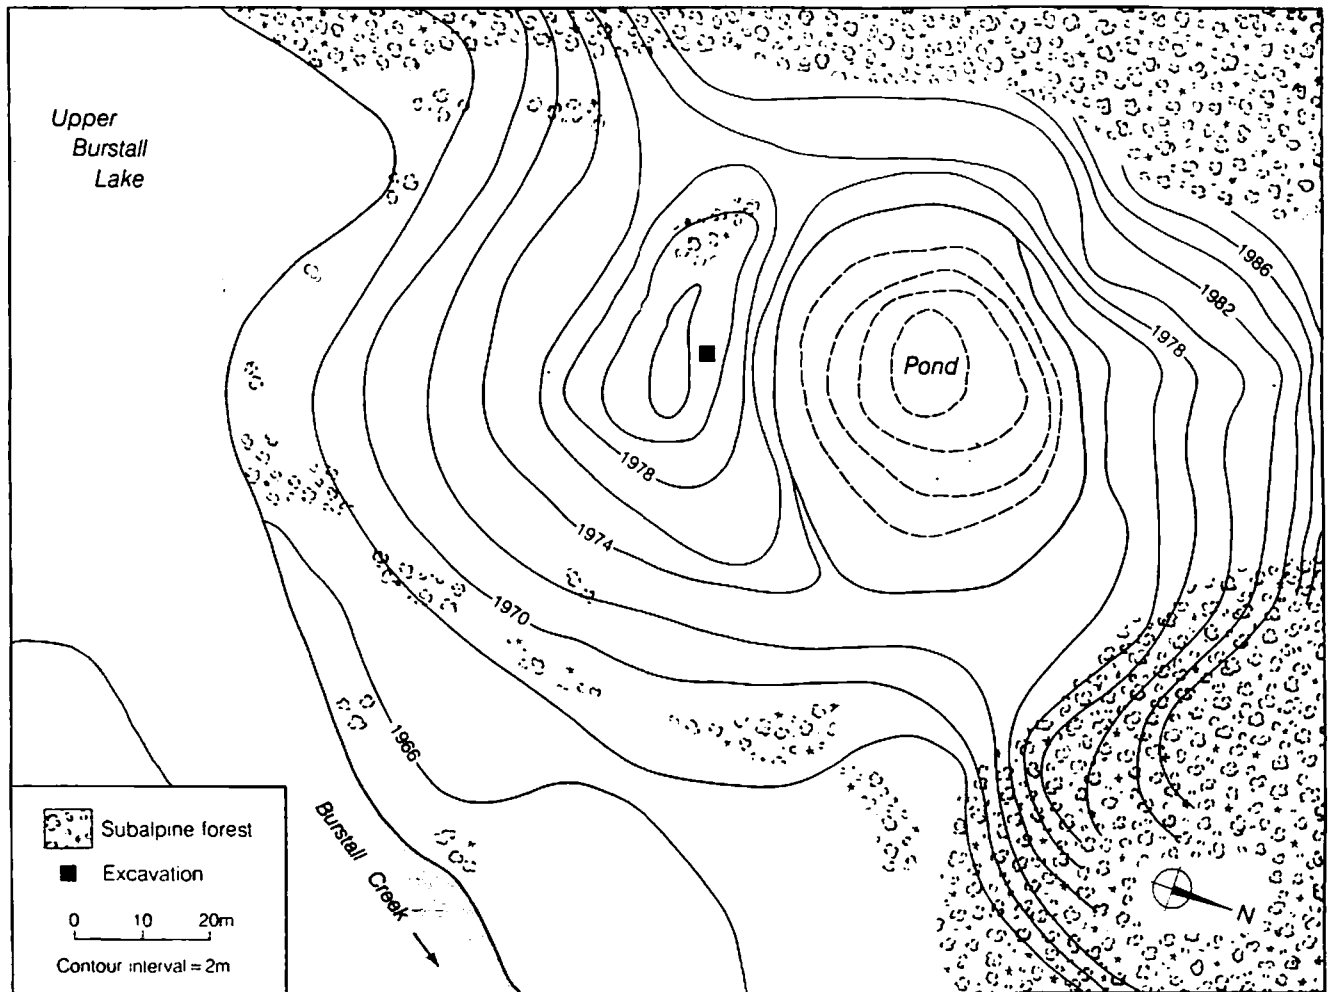 Upper
Burstall
Lake
1986
1982
1978
Pond
1978
1974
1970
1966
Burstall Creek
Subalpine forest
Excavation
0 10 20m
Contour interval = 2m
N